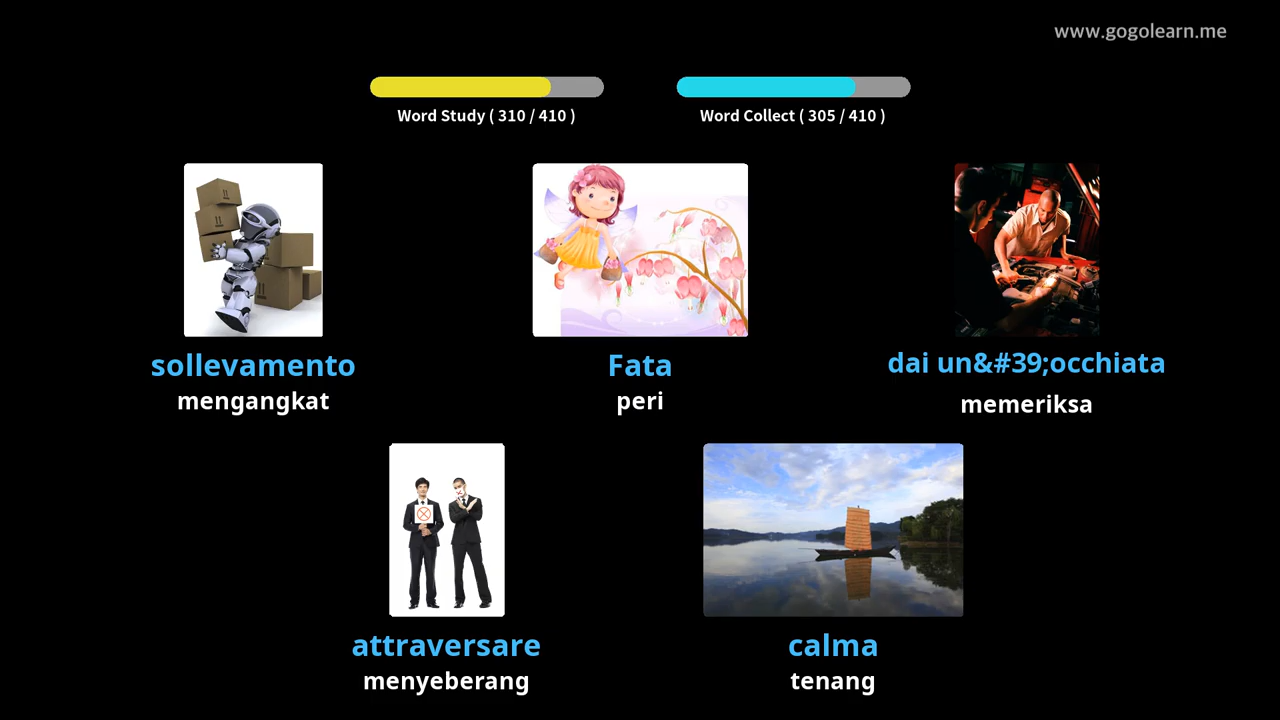 www.gogolearn.me
Word Study ( 310 / 410 )
Word Collect ( 305 / 410 )
sollevamento
mengangkat
Fata
peri
dai un&#39;occhiata
memeriksa
attraversare
menyeberang
calma
tenang